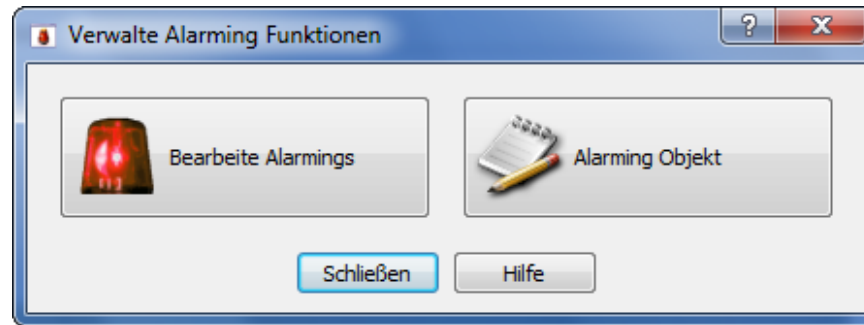 Verwalte Alarming Funktionen
Bearbeite Alarmings
Alarming Objekt
Schließen
Hilfe